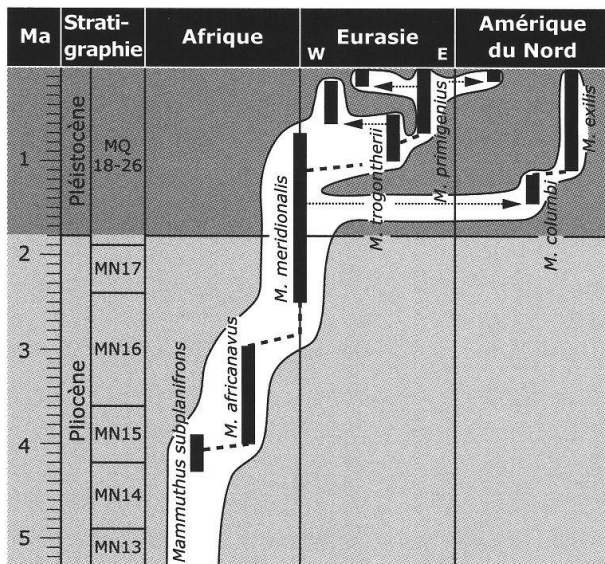 Ma
Strati-
graphie
Afrique
Eurasie
W
E
Amérique
du Nord
Pléistocène
Pliocène
1
2
3
4
5
MQ
18-26
MN17
MN16
MN15
MN14
MN13
Mammuthus subplanifrons
M. africanavus
M. meridionalis
M. trogontherii
M. primigenius
M. columbi
M. exilis